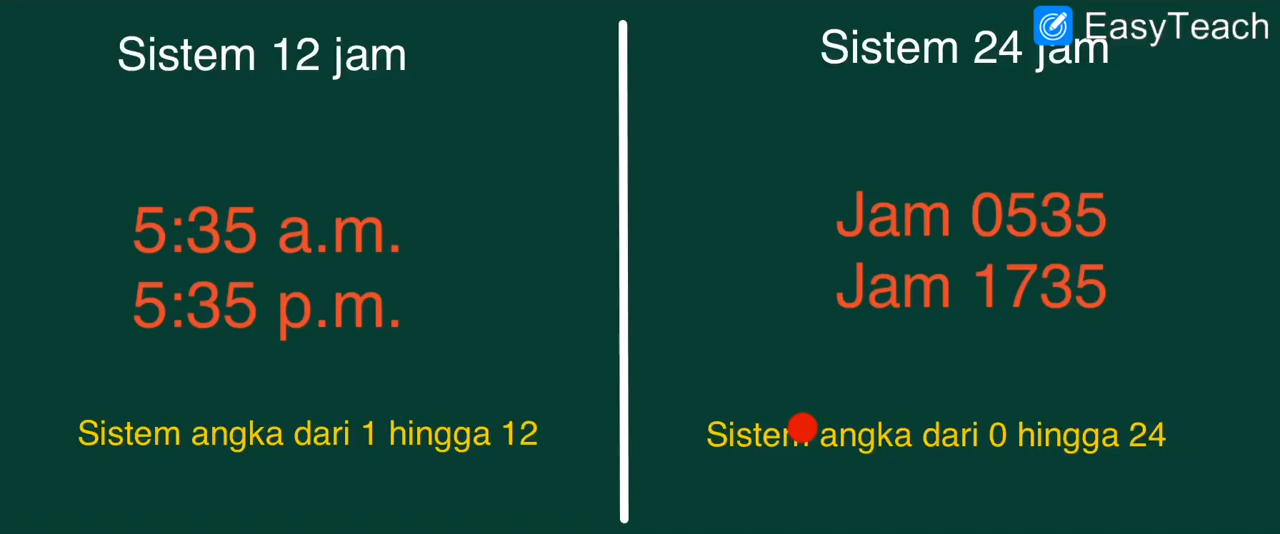 Sistem 12 jam
5:35 a.m.
5:35 p.m.
Sistem angka dari 1 hingga 12
EasyTeach
Sistem 24 jam
Jam 0535
Jam 1735
Sistem angka dari 0 hingga 24